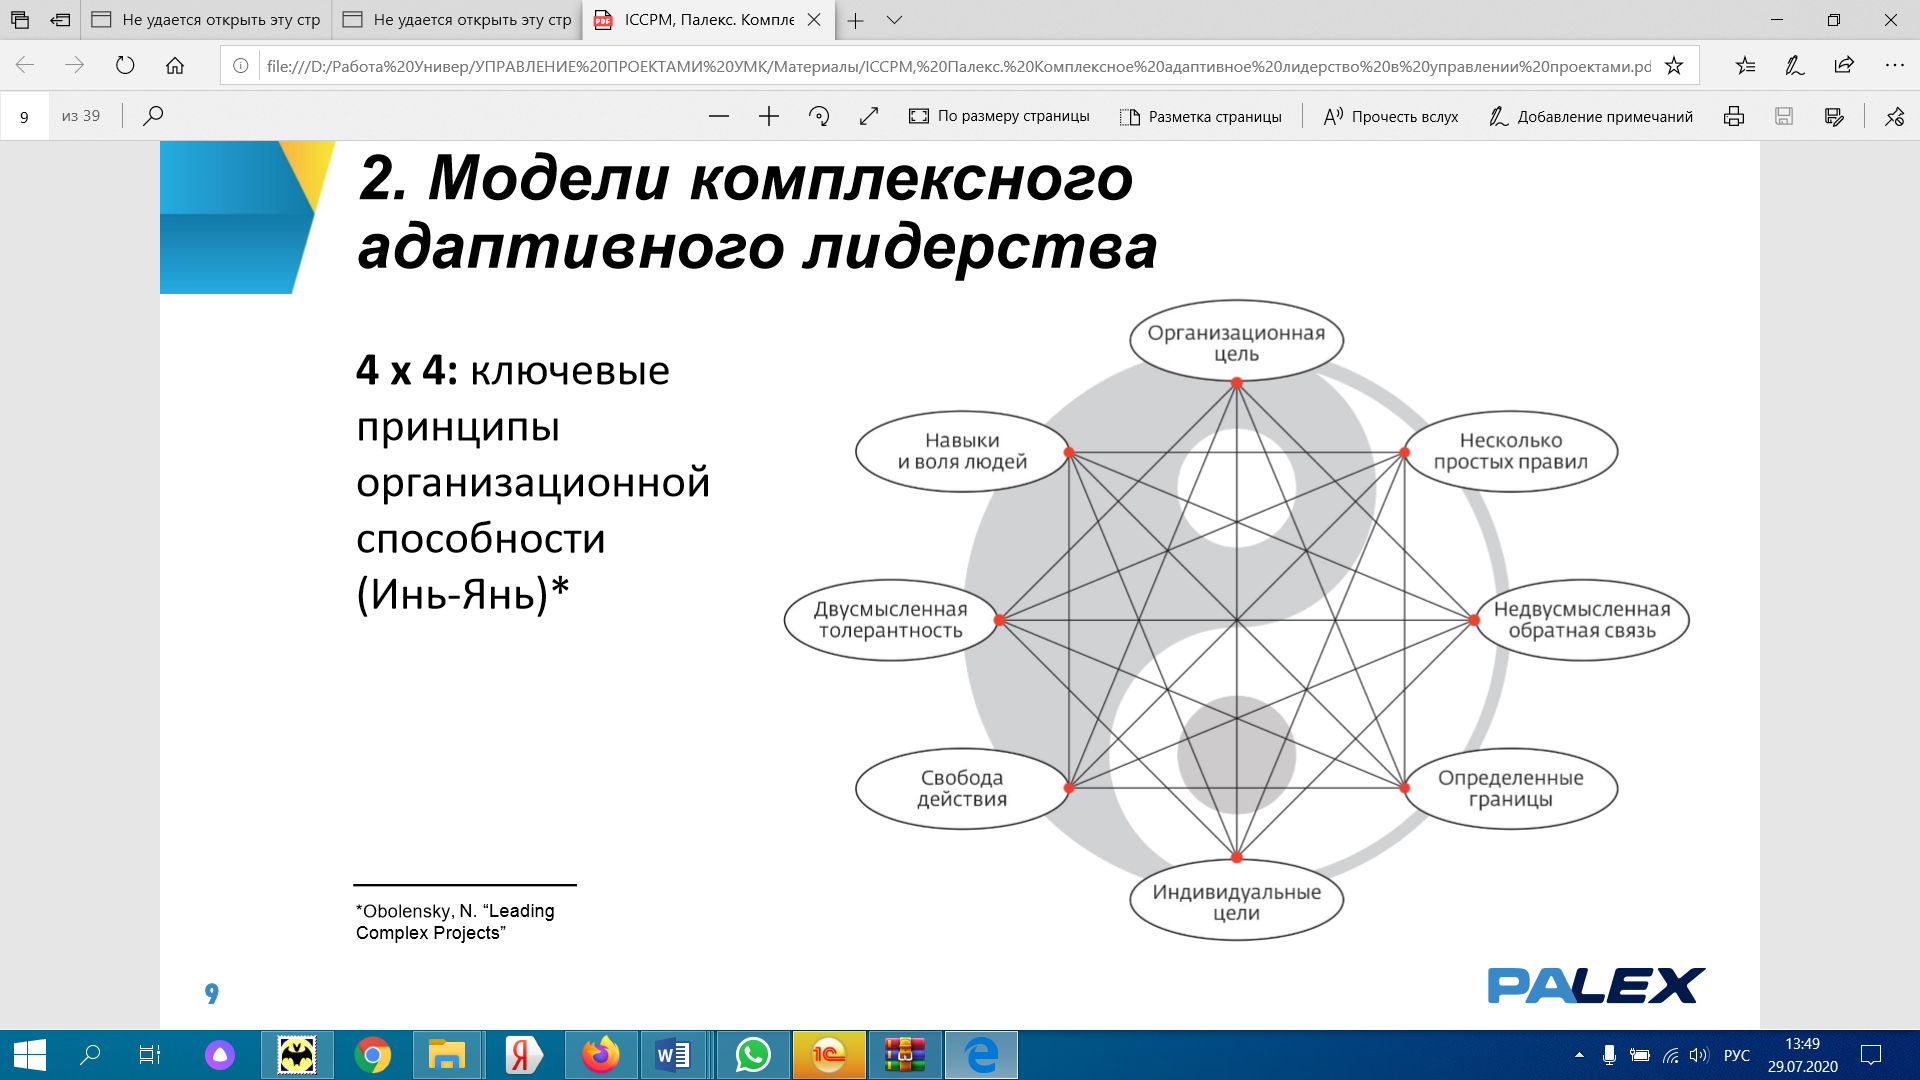 Не удается открыть эту стр
Не удается открыть эту стр
ICCPM, Палекс. Компле
file:///D:/Работа%20Универ/УПРАВЛЕНИЕ%20ПРОЕКТАМИ%20УМК/Материалы/ICCPM,%20Палекс.%20Комплексное%20адаптивное%20лидерство%20в%20управлении%20проектами.pd
9
из 39
По размеру страницы
Разметка страницы
Прочесть вслух
Добавление примечаний
2. Модели комплексного
адаптивного лидерства
4 x 4: ключевые
принципы
организационной
способности
(Инь-Янь)*
Организационная
цель
Навыки
и воля людей
Несколько
простых правил
Двусмысленная
толерантность
Недвусмысленная
обратная связь
Свобода
действия
Определенные
границы
Индивидуальные
цели
*Obolensky, N. “Leading
Complex Projects”
9
PALEX
РУС
13:49
29.07.2020